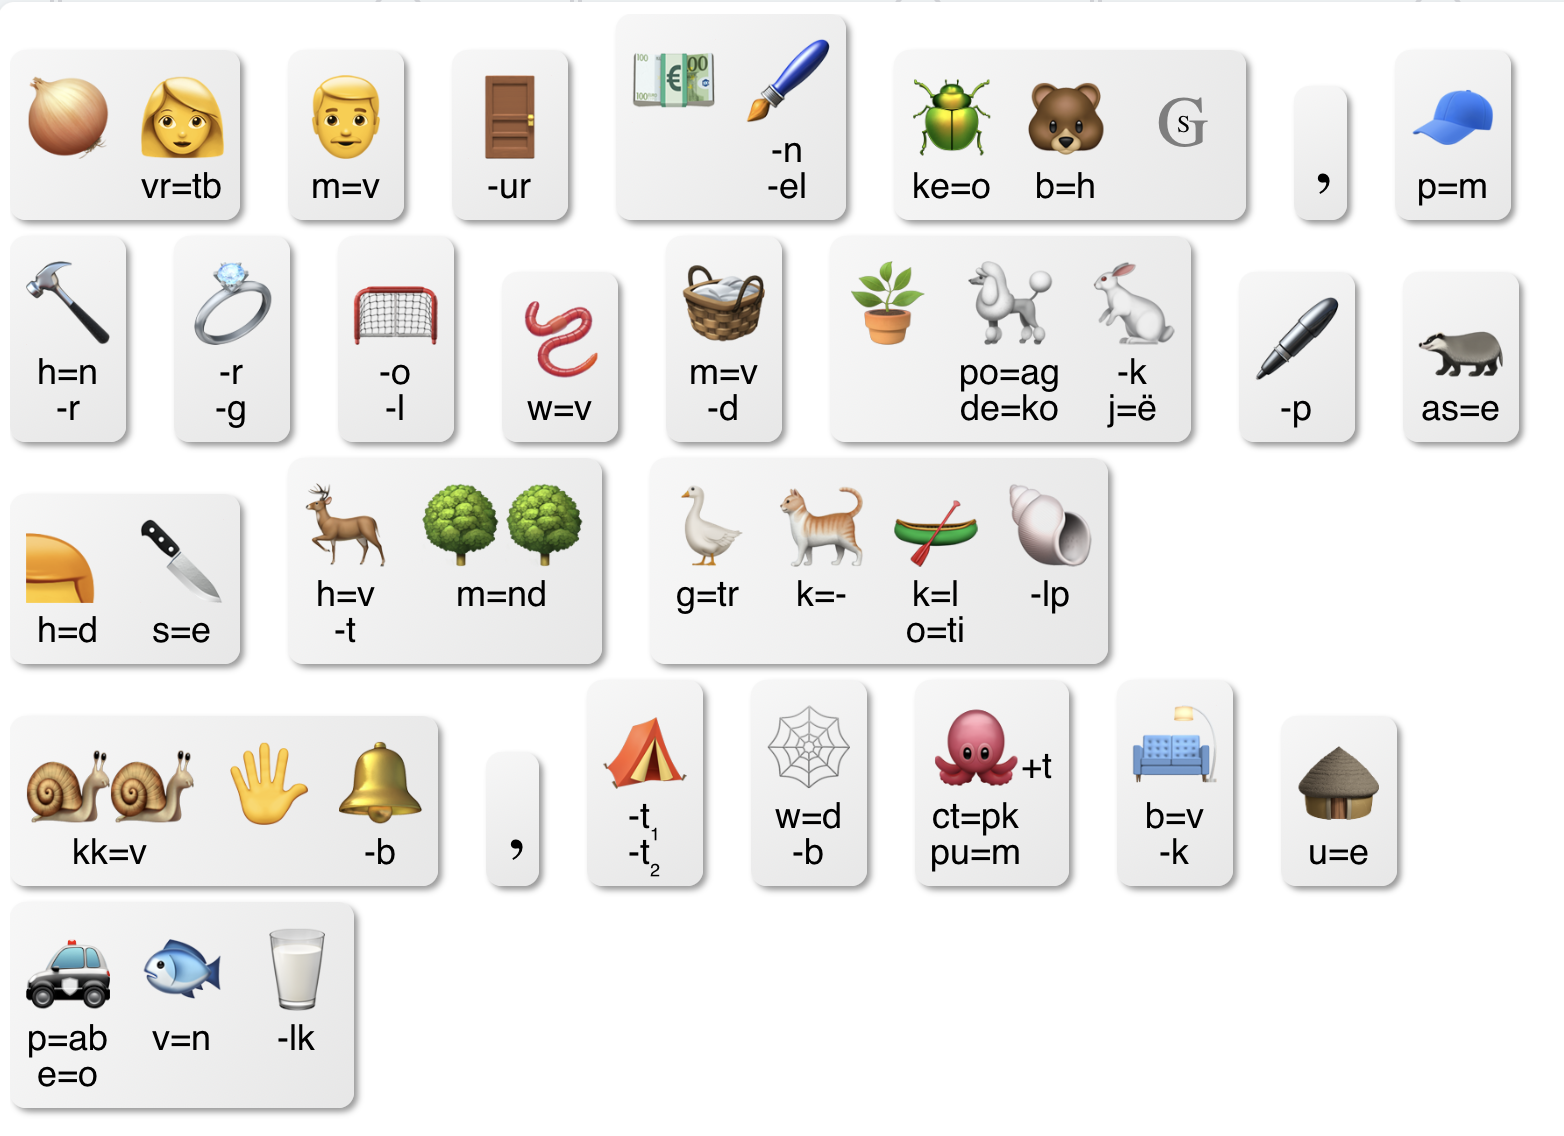 -n
vr=tb m=v -ur -el ke=o b=h G s , p=m
h=n -r -o m=v po=ag -k
-r -g -l w=v -d de=ko j=ë -p as=e
h=v m=nd g=tr k=- k=l -lp
h=d s=e -t o=ti
+t
-t1 w=d ct=pk b=v
kk=v -b , -t2 -b pu=m -k u=e
p=ab v=n -lk
e=o